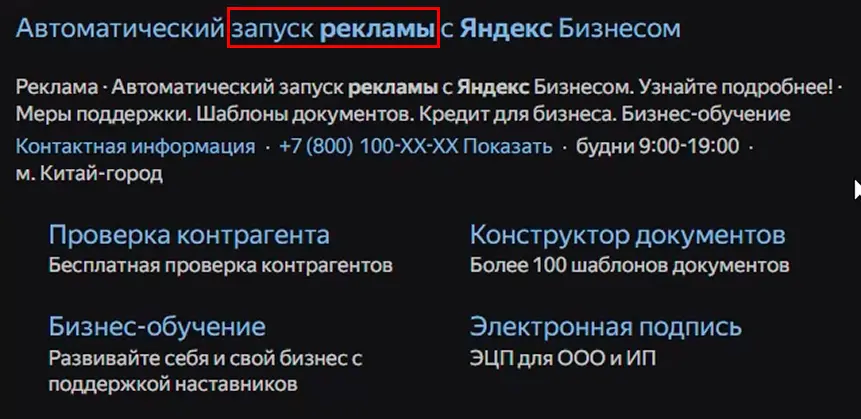 Автоматический запуск рекламы с Яндекс Бизнесом
Реклама · Автоматический запуск рекламы с Яндекс Бизнесом. Узнайте подробнее! ·
Меры поддержки. Шаблоны документов. Кредит для бизнеса. Бизнес-обучение
Контактная информация · +7 (800) 100-XX-XX Показать · будни 9:00-19:00 ·
м. Китай-город
Проверка контрагента
Бесплатная проверка контрагентов
Конструктор документов
Более 100 шаблонов документов
Бизнес-обучение
Развивайте себя и свой бизнес с
поддержкой наставников
Электронная подпись
ЭЦП для ООО и ИП